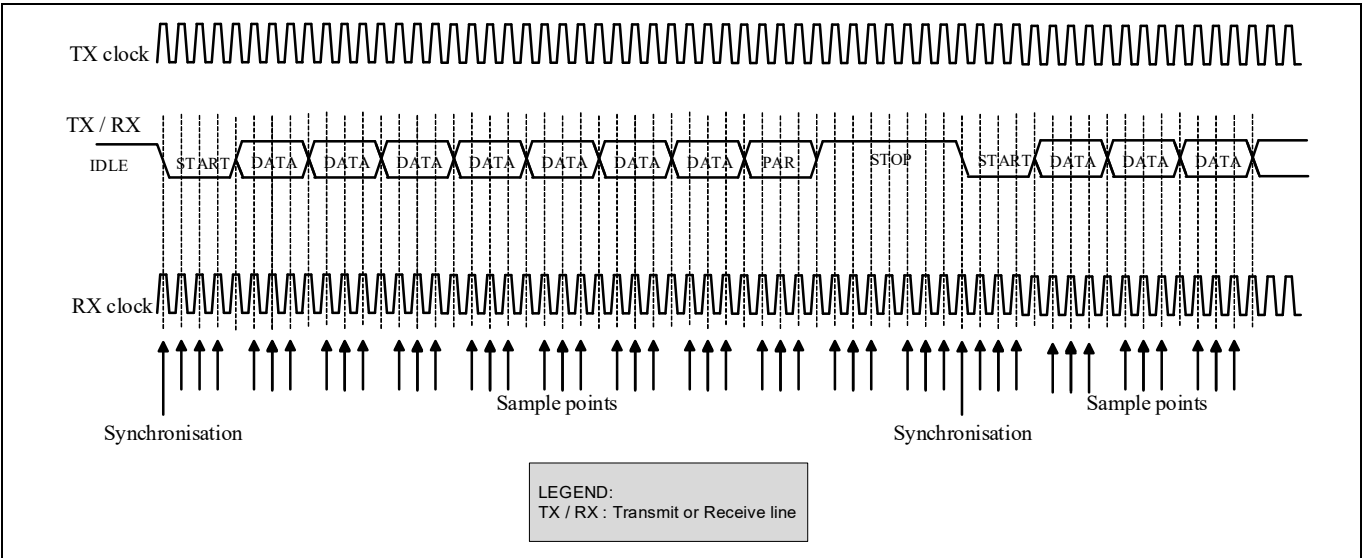 TX clock
TX / RX
IDLE
START DATA DATA DATA DATA DATA DATA DATA PAR STOP START DATA DATA DATA
RX clock
Sample points Sample points
Synchronisation Synchronisation
LEGEND:
TX / RX : Transmit or Receive line